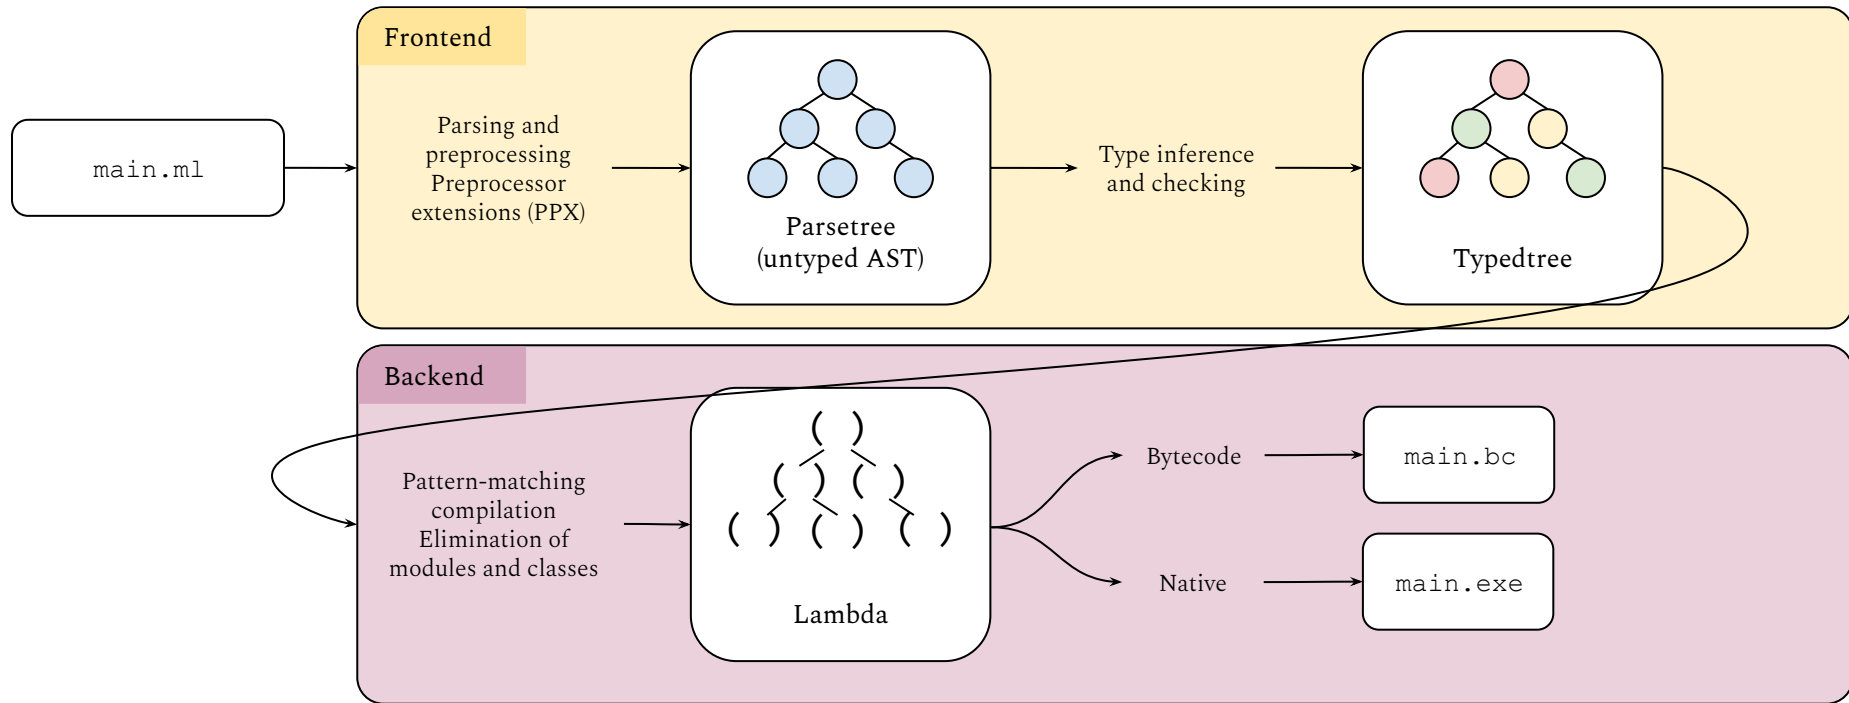 Frontend
main.ml
Parsing and
preprocessing
Preprocessor
extensions (PPX)
Parsetree
(untyped AST)
Type inference
and checking
Typedtree
Backend
Pattern-matching
compilation
Elimination of
modules and classes
( )
( ) ( )
( ) ( ) ( )
Lambda
Bytecode
main.bc
Native
main.exe